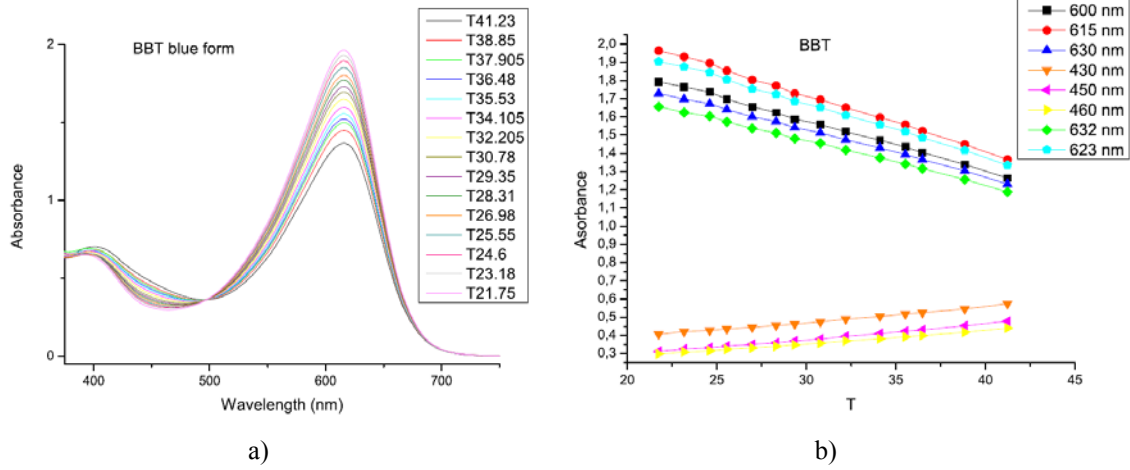 BBT blue form
T41.23
T38.85
T37.905
T36.48
T35.53
T34.105
T32.205
T30.78
T29.35
T28.31
T26.98
T25.55
T24.6
T23.18
T21.75
2
1
0
Absorbance
400
500
600
700
Wavelength (nm)
a)
BBT
600 nm
615 nm
630 nm
430 nm
450 nm
460 nm
632 nm
623 nm
2,0
1,9
1,8
1,7
1,6
1,5
1,4
1,3
1,2
1,1
1,0
0,9
0,8
0,7
0,6
0,5
0,4
0,3
Asorbance
20
25
30
35
40
45
T
b)